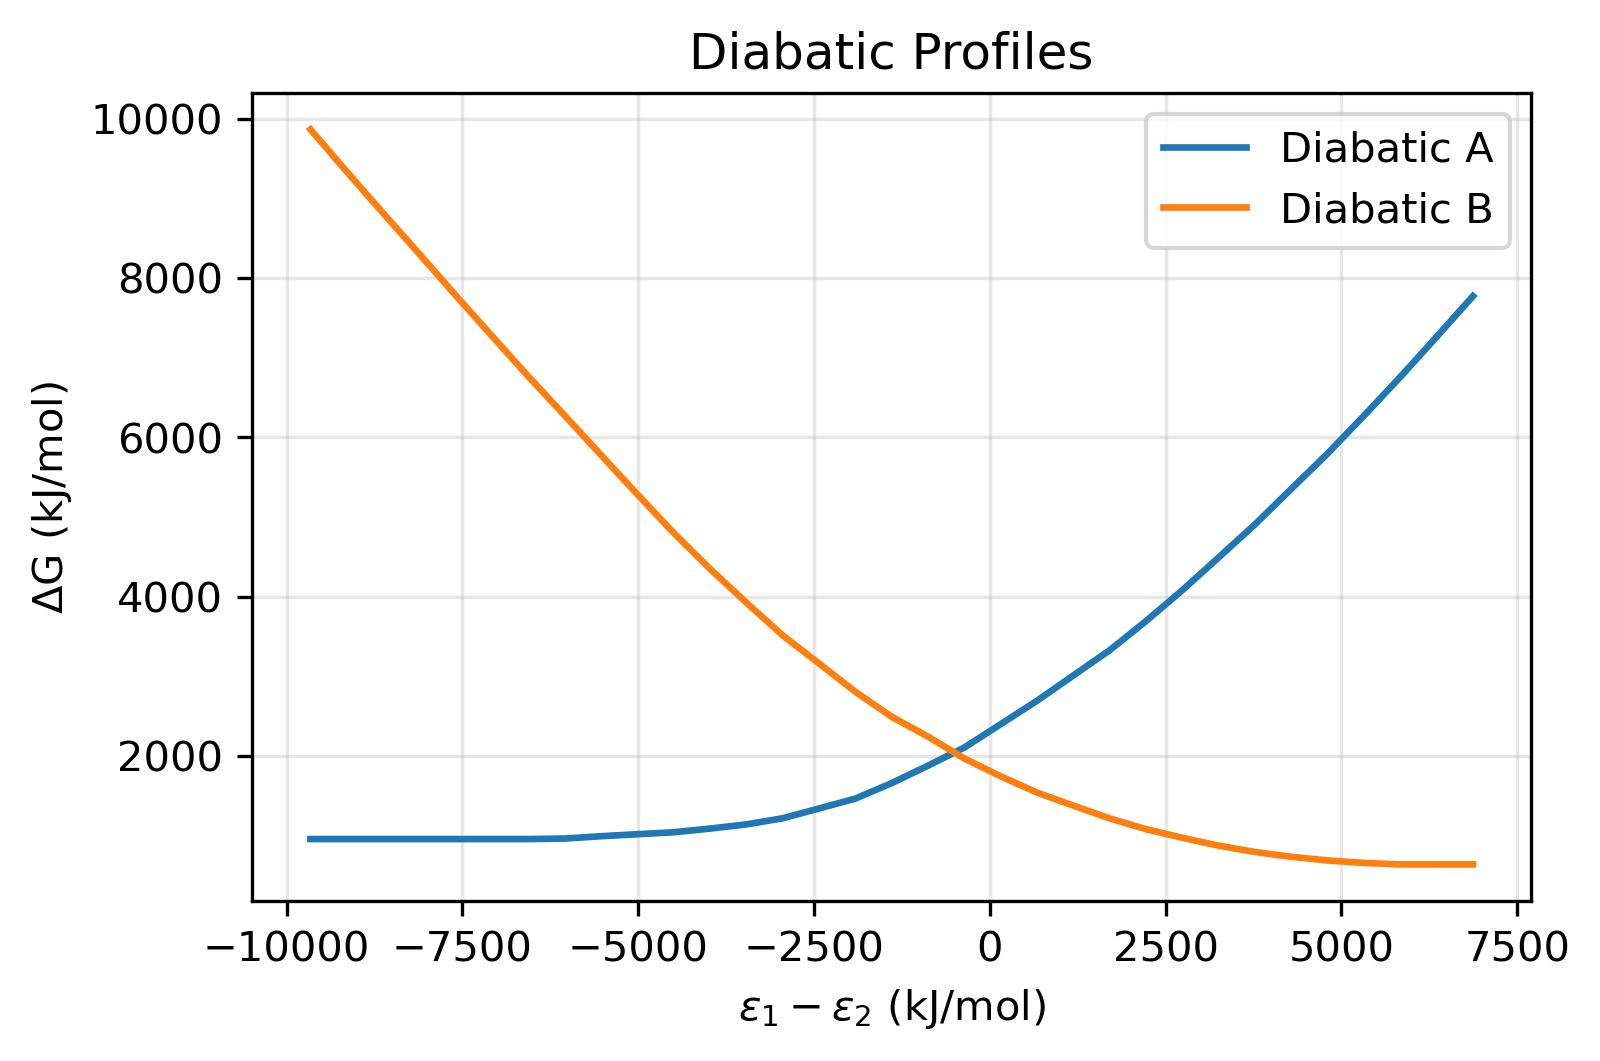 Diabatic Profiles
10000
8000
6000
4000
2000
ΔG (kJ/mol)
Diabatic A
Diabatic B
−10000 −7500 −5000 −2500 0 2500 5000 7500
ε₁ − ε₂ (kJ/mol)